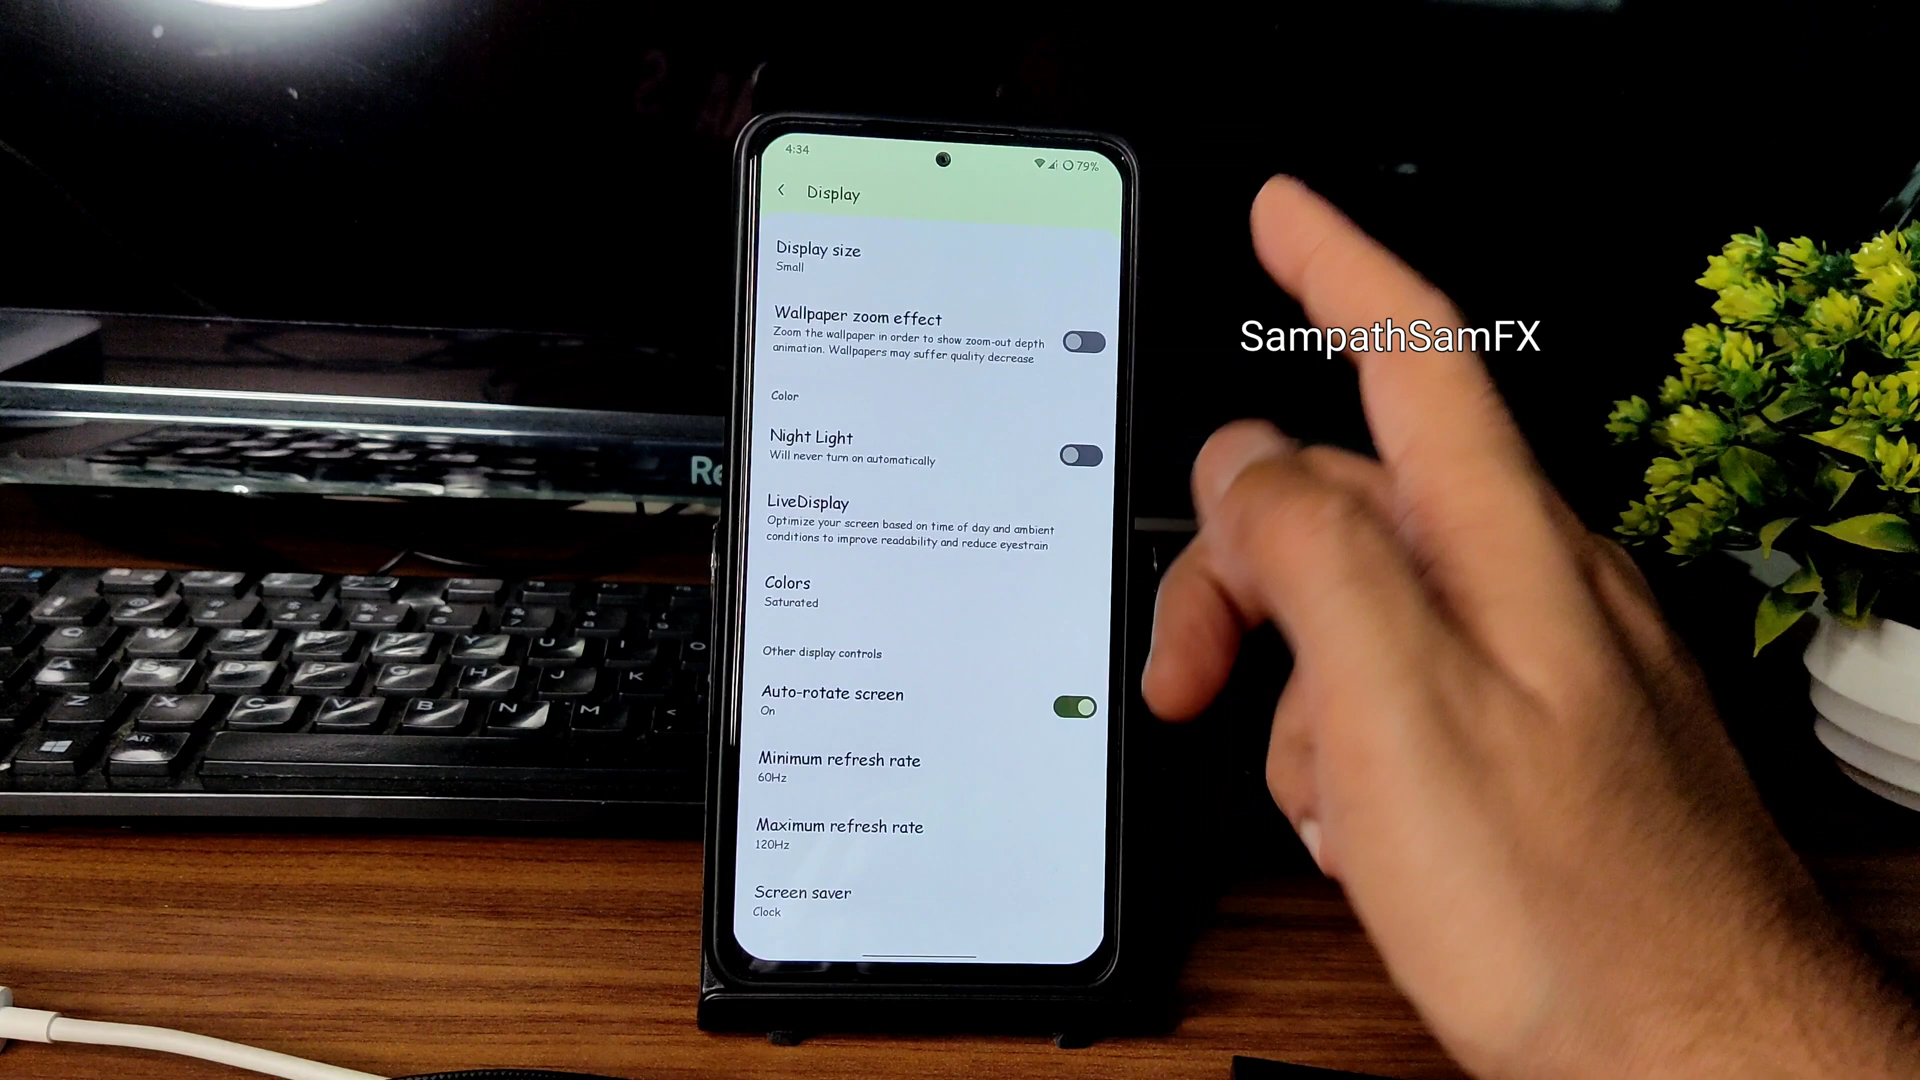 4:34
79%
Display
Display size
Small
Wallpaper zoom effect
Zoom the wallpaper in order to show zoom-out depth
animation. Wallpapers may suffer quality decrease
Color
Night Light
Will never turn on automatically
LiveDisplay
Optimize your screen based on time of day and ambient
conditions to improve readability and reduce eyestrain
Colors
Saturated
Other display controls
Auto-rotate screen
On
Minimum refresh rate
60Hz
Maximum refresh rate
120Hz
Screen saver
Clock
SampathSamFX
Re
Q W E R T Y U I O
A S D F G H J K
Z X C V B N M